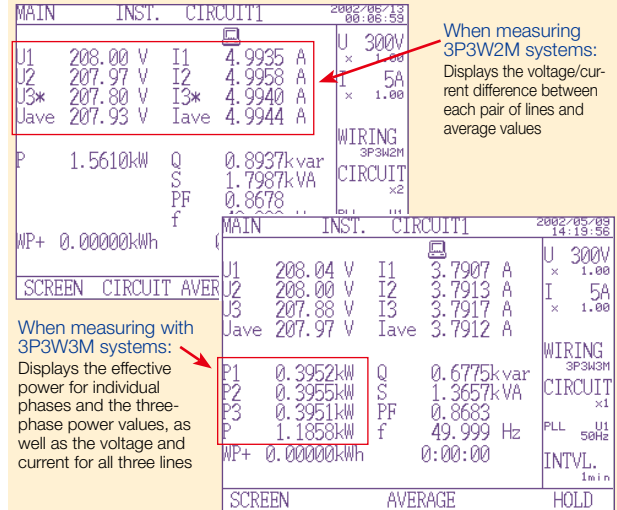 MAIN INST. CIRCUIT1 2002/06/13
00:06:59
U1 208.00 V I1 4.9935 A
U2 207.97 V I2 4.9958 A
U3* 207.80 V I3* 4.9940 A
Uave 207.93 V Iave 4.9944 A
P 1.5610kW Q 0.8937kvar
S 1.7987kVA
PF 0.8678
f
WP+ 0.00000kWh
SCREEN CIRCUIT AVER
U 300V
× 1.00
I 5A
× 1.00
WIRING
3P3W2M
CIRCUIT
×2
When measuring
3P3W2M systems:
Displays the voltage/cur-
rent difference between
each pair of lines and
average values
When measuring with
3P3W3M systems:
Displays the effective
power for individual
phases and the three-
phase power values, as
well as the voltage and
current for all three lines
MAIN INST. CIRCUIT1 2002/05/09
14:19:56
U1 208.04 V I1 3.7907 A
U2 208.00 V I2 3.7913 A
U3 207.88 V I3 3.7917 A
Uave 207.97 V Iave 3.7912 A
P1 0.3952kW Q 0.6775kvar
P2 0.3955kW S 1.3657kVA
P3 0.3951kW PF 0.8683
P 1.1858kW f 49.999 Hz
WP+ 0.00000kWh 0:00:00
SCREEN AVERAGE HOLD
U 300V
× 1.00
I 5A
× 1.00
WIRING
3P3W3M
CIRCUIT
×1
PLL U1
50Hz
INTVL.
1min